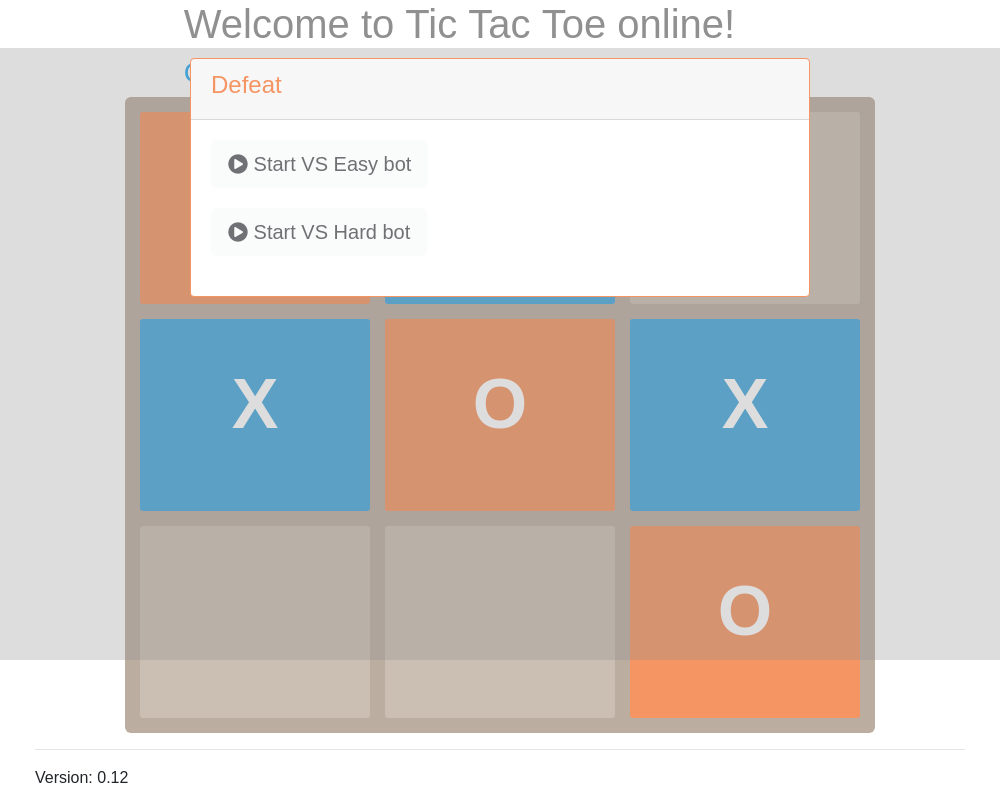 Welcome to Tic Tac Toe online!
Defeat
Start VS Easy bot
Start VS Hard bot
X O X
O
Version: 0.12